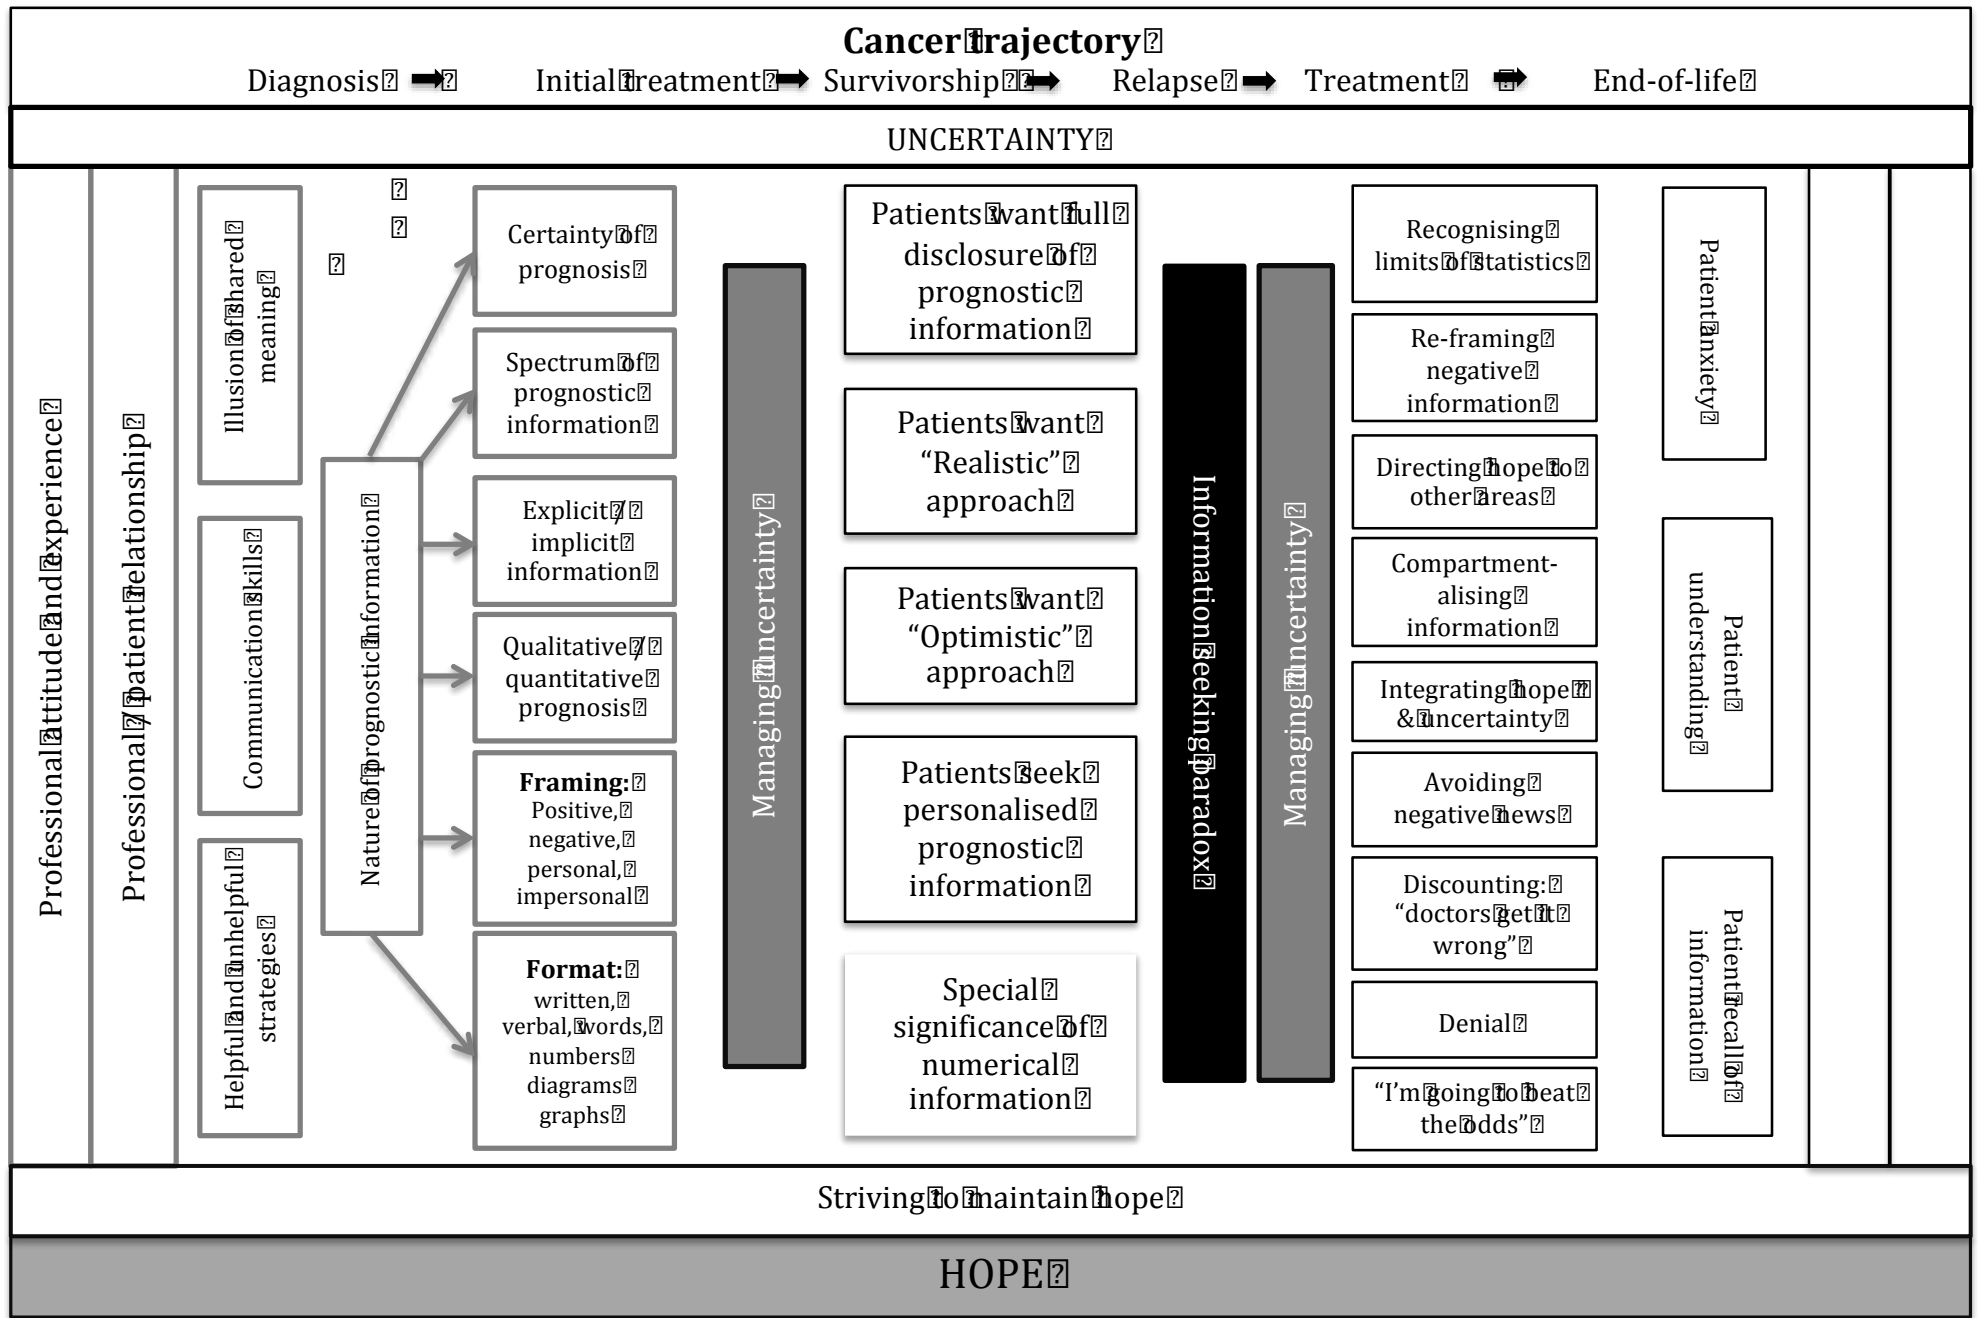 Cancer trajectory
Diagnosis → Initial treatment → Survivorship → Relapse → Treatment → End-of-life
UNCERTAINTY
Professional attitude and experience
Professional / patient relationship
Illusion of shared
meaning
Communication skills
Helpful and unhelpful
strategies
Nature of prognostic information
Certainty of
prognosis
Spectrum of
prognostic
information
Explicit /
implicit
information
Qualitative /
quantitative
prognosis
Framing:
Positive,
negative,
personal,
impersonal
Format:
written,
verbal, words,
numbers
diagrams
graphs
Managing uncertainty
Patients want full
disclosure of
prognostic
information
Patients want
“Realistic”
approach
Patients want
“Optimistic”
approach
Patients seek
personalised
prognostic
information
Special
significance of
numerical
information
Information seeking paradox
Managing uncertainty
Recognising
limits of statistics
Re-framing
negative
information
Directing hope to
other areas
Compartment-
alising
information
Integrating hope
& uncertainty
Avoiding
negative news
Discounting:
“doctors get it
wrong”
Denial
“I’m going to beat
the odds”
Patient anxiety
Patient
understanding
Patient recall of
information
Striving to maintain hope
HOPE